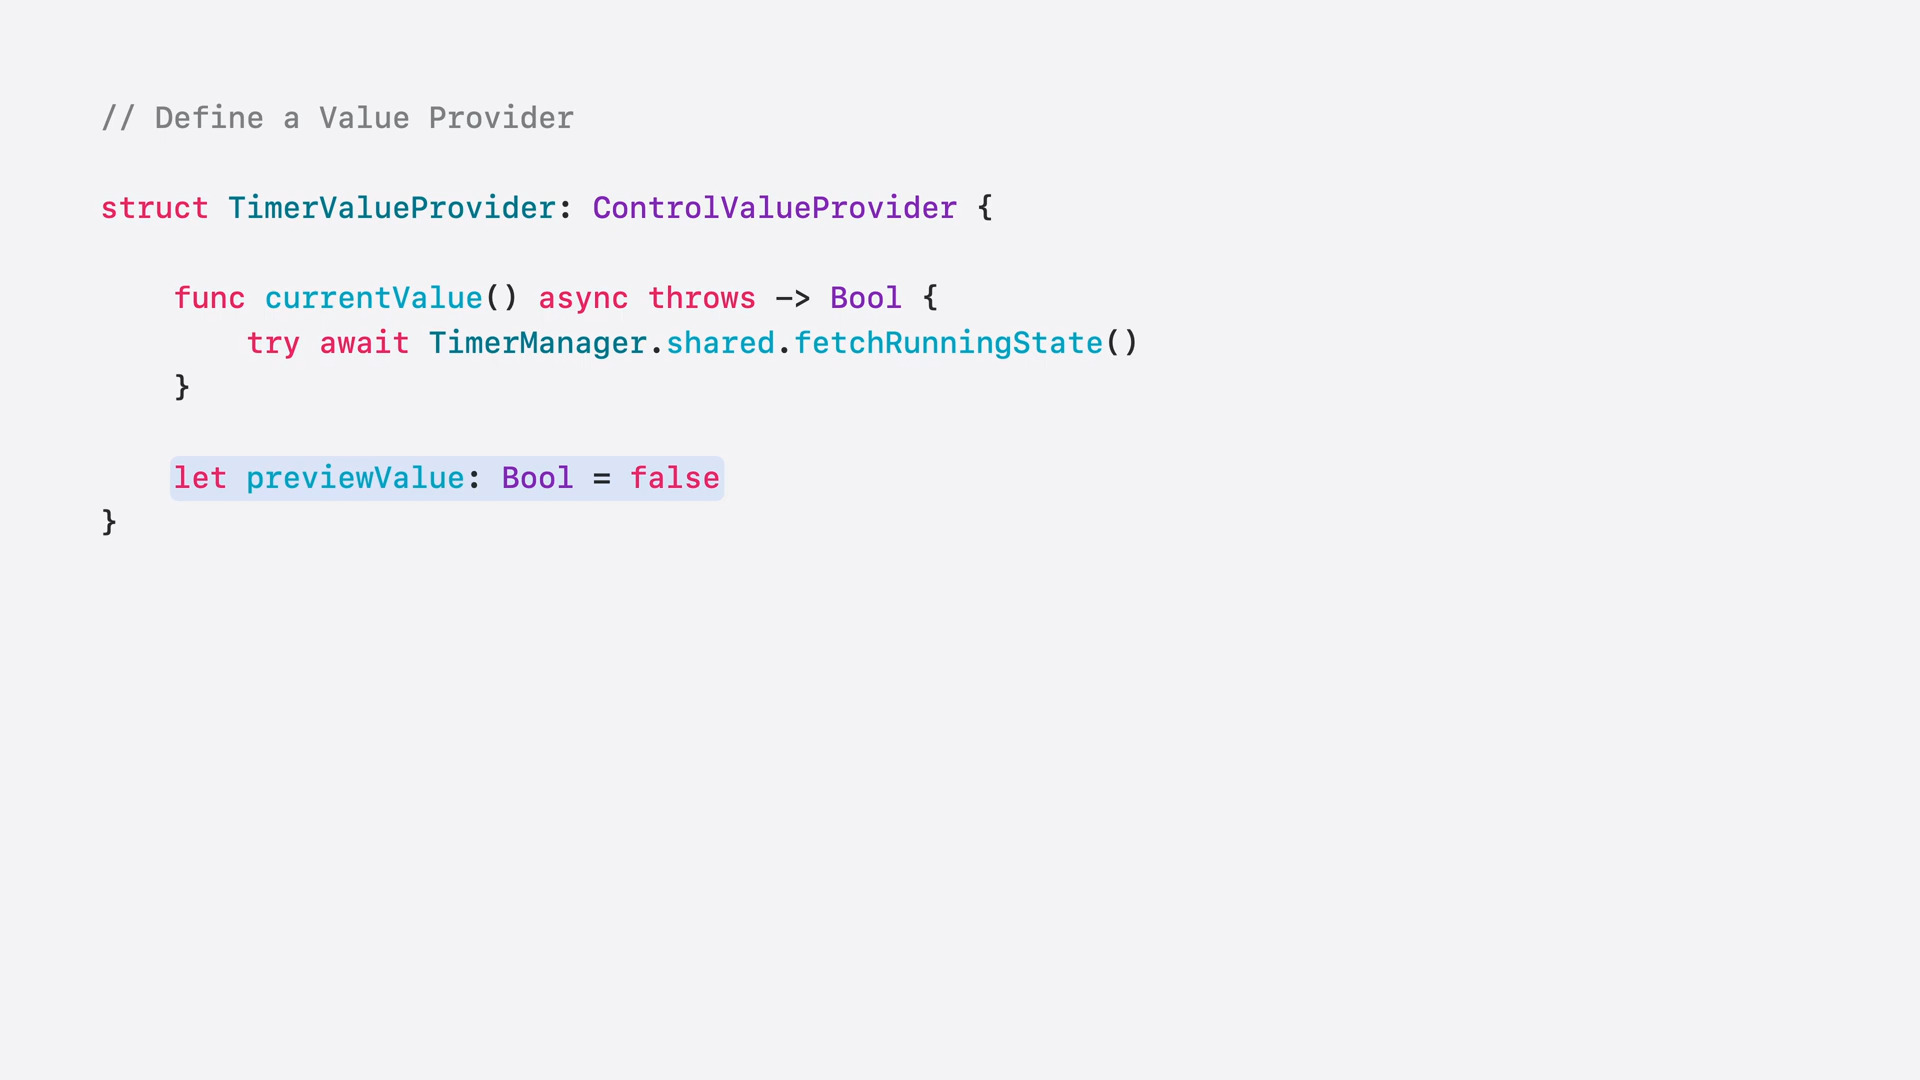 // Define a Value Provider
struct TimerValueProvider: ControlValueProvider {
func currentValue() async throws -> Bool {
try await TimerManager.shared.fetchRunningState()
}
let previewValue: Bool = false
}